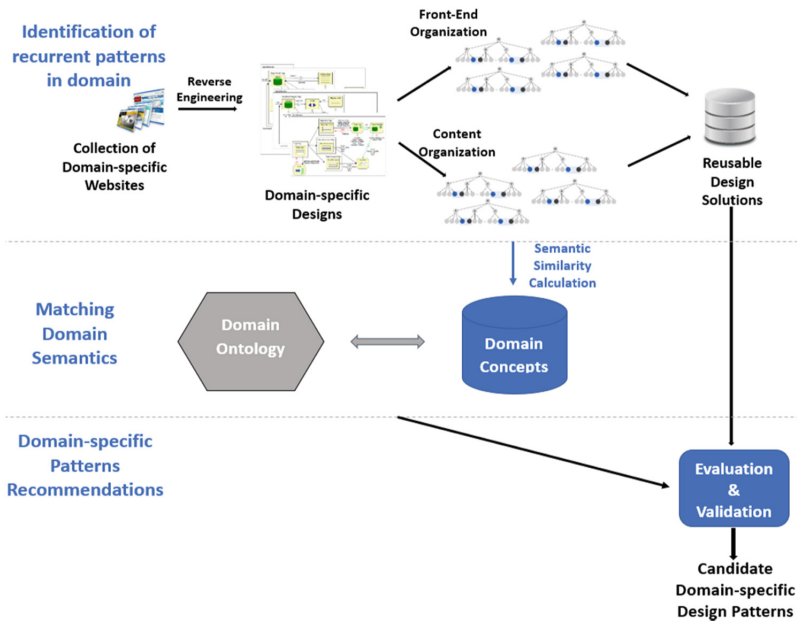 Identification of
recurrent patterns
in domain
Reverse
Engineering
Collection of
Domain-specific
Websites
Domain-specific
Designs
Front-End
Organization
Content
Organization
Reusable
Design
Solutions
Semantic
Similarity
Calculation
Matching
Domain
Semantics
Domain
Ontology
Domain
Concepts
Domain-specific
Patterns
Recommendations
Evaluation
&
Validation
Candidate
Domain-specific
Design Patterns